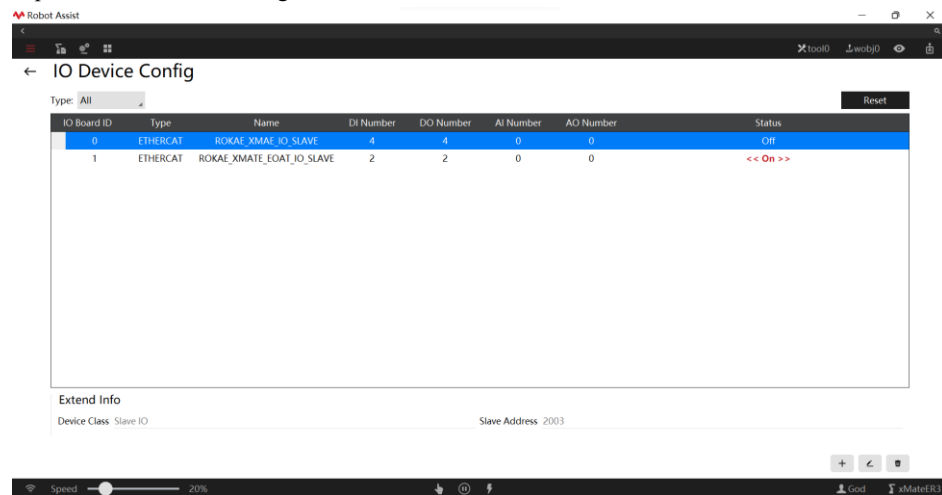 Robot Assist
tool0 wobj0
IO Device Config
Type: All Reset
IO Board ID Type Name DI Number DO Number AI Number AO Number Status
0 ETHERCAT ROKAE_XMAE_IO_SLAVE 4 4 0 0 Off
1 ETHERCAT ROKAE_XMATE_EOAT_IO_SLAVE 2 2 0 0 << On >>
Extend Info
Device Class Slave IO Slave Address 2003
Speed 20% God xMateER3